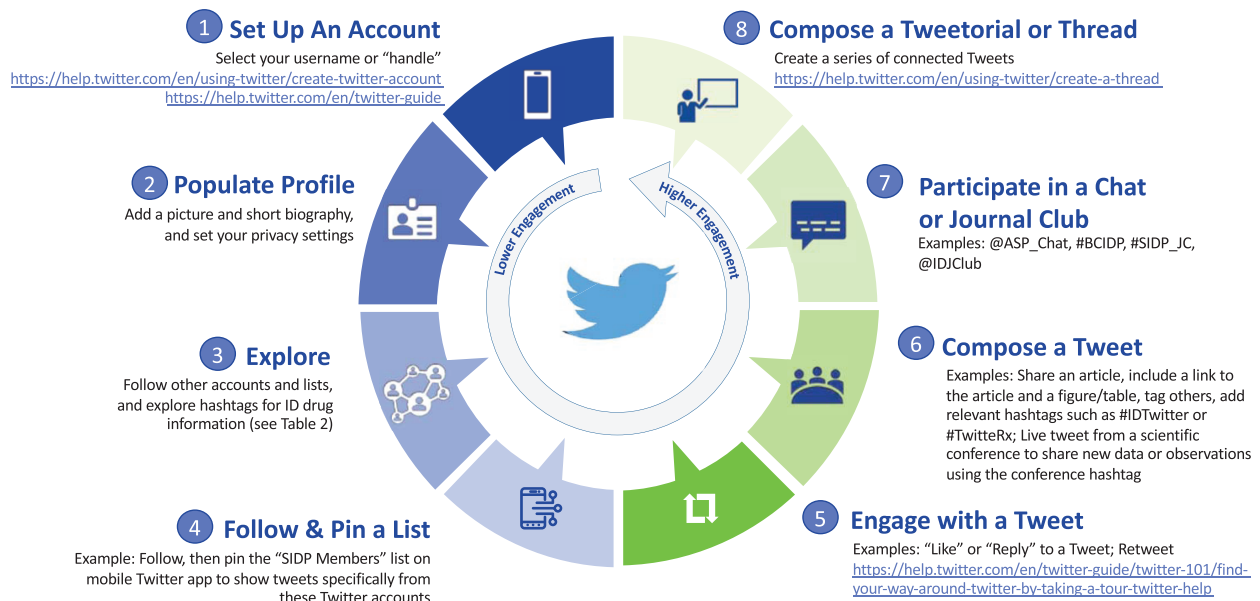 1
Set Up An Account
Select your username or “handle”
https://help.twitter.com/en/using-twitter/create-twitter-account
https://help.twitter.com/en/twitter-guide
2
Populate Profile
Add a picture and short biography,
and set your privacy settings
3
Explore
Follow other accounts and lists,
and explore hashtags for ID drug
information (see Table 2)
4
Follow & Pin a List
Example: Follow, then pin the “SIDP Members” list on
mobile Twitter app to show tweets specifically from
these Twitter accounts
Lower Engagement
Higher Engagement
8
Compose a Tweetorial or Thread
Create a series of connected Tweets
https://help.twitter.com/en/using-twitter/create-a-thread
7
Participate in a Chat
or Journal Club
Examples: @ASP_Chat, #BCIDP, #SIDP_JC,
@IDJClub
6
Compose a Tweet
Examples: Share an article, include a link to
the article and a figure/table, tag others, add
relevant hashtags such as #IDTwitter or
#TwitteRx; Live tweet from a scientific
conference to share new data or observations
using the conference hashtag
5
Engage with a Tweet
Examples: “Like” or “Reply” to a Tweet; Retweet
https://help.twitter.com/en/twitter-guide/twitter-101/find-
your-way-around-twitter-by-taking-a-tour-twitter-help